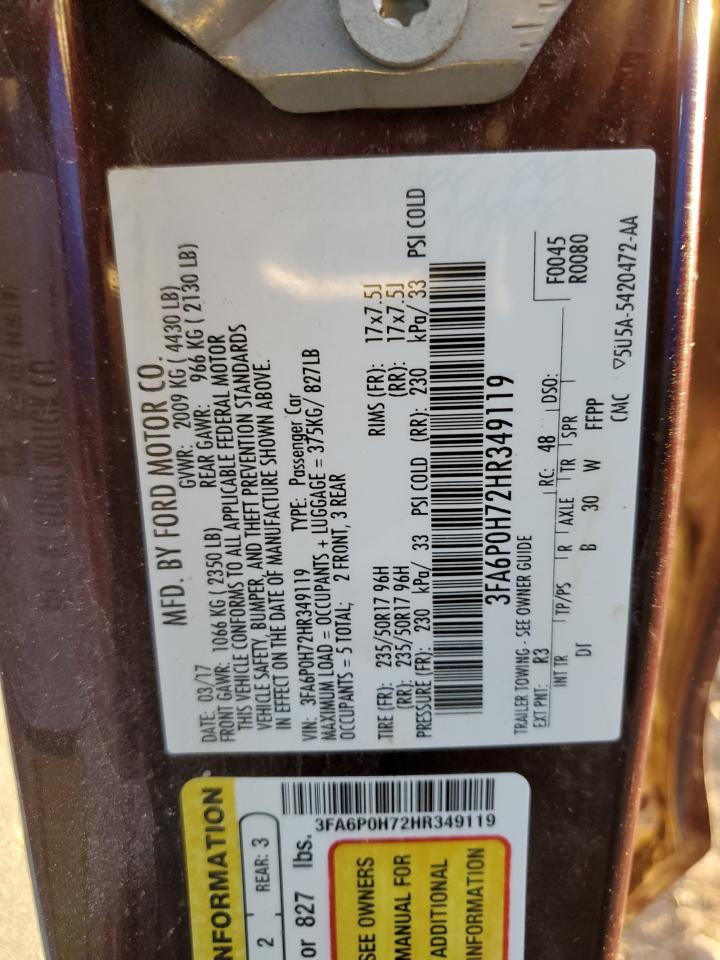 MFD. BY FORD MOTOR CO.
DATE: 03/17 GVWR: 2009 KG ( 4430 LB)
FRONT GAWR: 1066 KG ( 2350 LB) REAR GAWR: 966 KG ( 2130 LB)
THIS VEHICLE CONFORMS TO ALL APPLICABLE FEDERAL MOTOR
VEHICLE SAFETY, BUMPER, AND THEFT PREVENTION STANDARDS
IN EFFECT ON THE DATE OF MANUFACTURE SHOWN ABOVE.
VIN: 3FA6P0H72HR349119 TYPE: Passenger Car
MAXIMUM LOAD = OCCUPANTS + LUGGAGE = 375KG/ 827LB
OCCUPANTS = 5 TOTAL; 2 FRONT, 3 REAR
TIRE (FR): 235/50R17 96H RIMS (FR): 17x7.5J
(RR): 235/50R17 96H (RR): 17x7.5J
PRESSURE (FR): 230 kPa/ 33 PSI COLD (RR): 230 kPa/ 33 PSI COLD
3FA6P0H72HR349119
TRAILER TOWING - SEE OWNER GUIDE
EXT PNT: R3 RC: 48 DSO: F0045
R0080
INT TR TP/PS R AXLE TR SPR
DT B 30 W FFPP
CMC ▽5U5A-5420472-AA
NFORMATION
2 REAR: 3
or 827 lbs.
3FA6P0H72HR349119
SEE OWNERS
MANUAL FOR
ADDITIONAL
INFORMATION